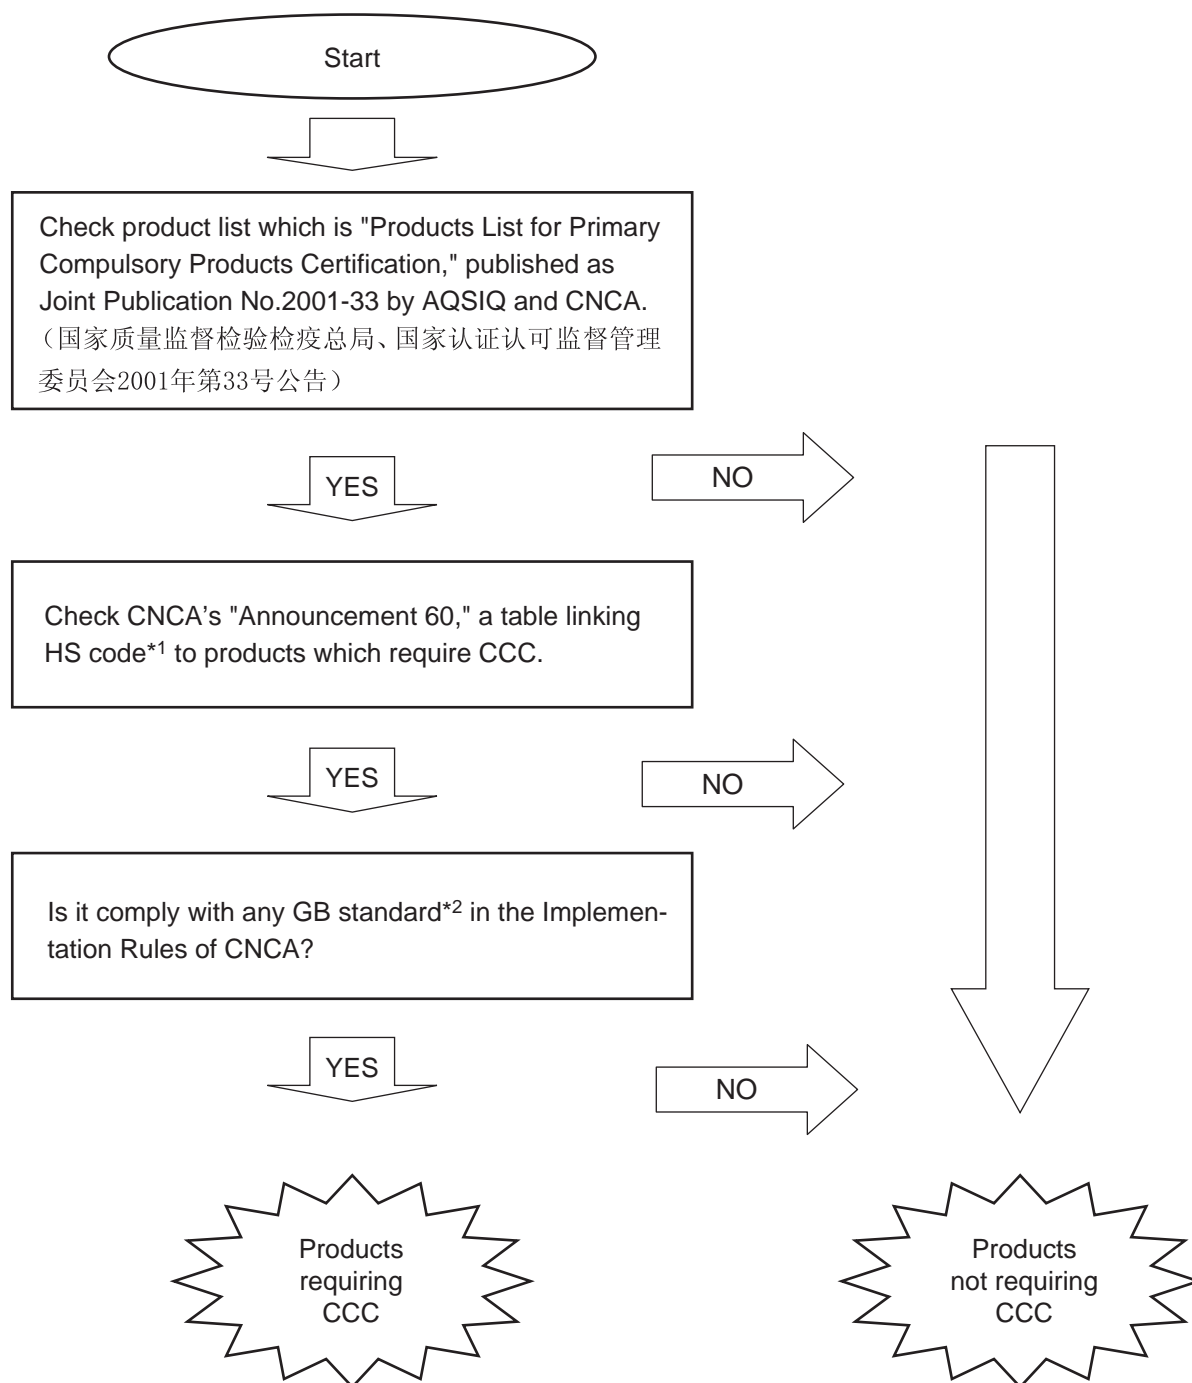 Start
Check product list which is "Products List for Primary
Compulsory Products Certification," published as
Joint Publication No.2001-33 by AQSIQ and CNCA.
（国家质量监督检验检疫总局、国家认证认可监督管理
委员会2001年第33号公告）
YES
NO
Check CNCA's "Announcement 60," a table linking
HS code*1 to products which require CCC.
YES
NO
Is it comply with any GB standard*2 in the Implemen-
tation Rules of CNCA?
YES
NO
Products
requiring
CCC
Products
not requiring
CCC